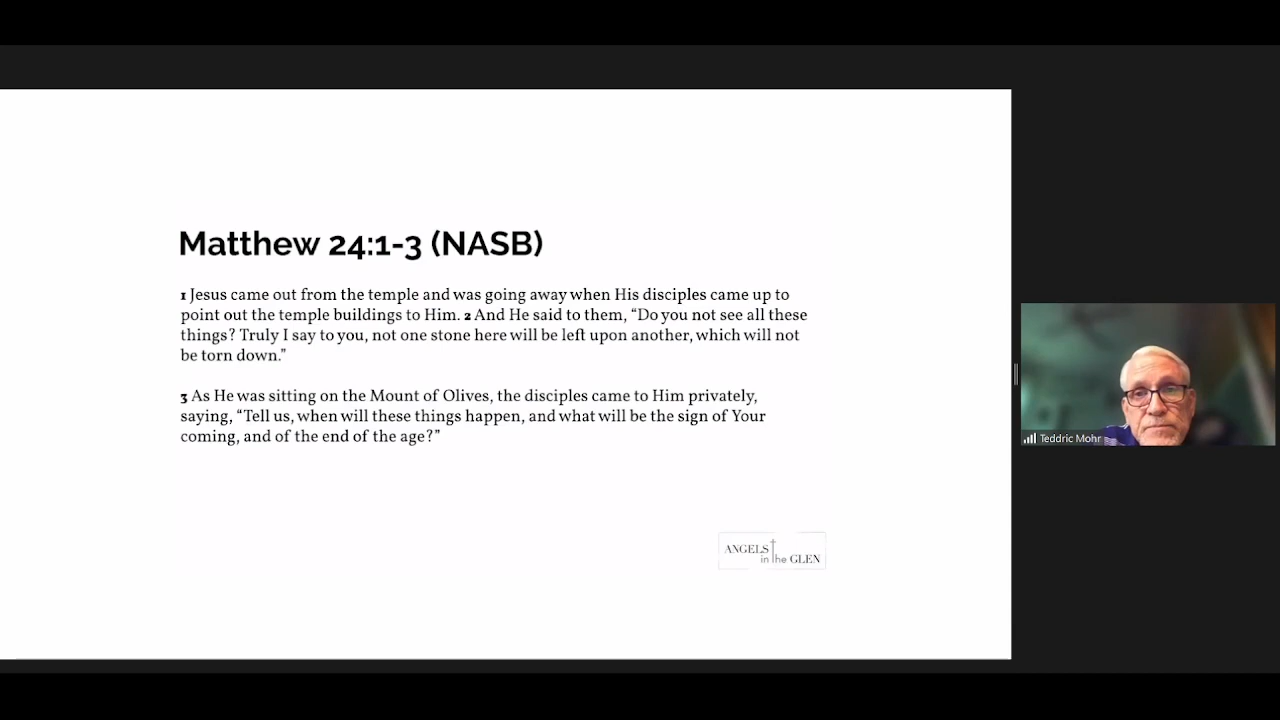 Matthew 24:1-3 (NASB)
1 Jesus came out from the temple and was going away when His disciples came up to
point out the temple buildings to Him. 2 And He said to them, “Do you not see all these
things? Truly I say to you, not one stone here will be left upon another, which will not
be torn down.”
3 As He was sitting on the Mount of Olives, the disciples came to Him privately,
saying, “Tell us, when will these things happen, and what will be the sign of Your
coming, and of the end of the age?”
ANGELS
in the GLEN
Teddric Mohr